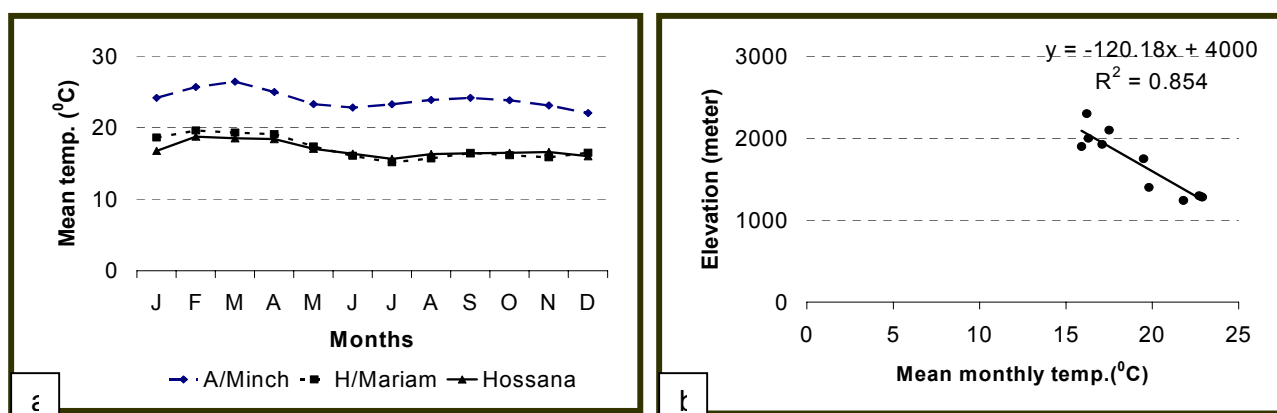 30
20
10
0
Mean temp. (⁰C)
J F M A M J J A S O N D
Months
A/Minch H/Mariam Hossana
y = -120.18x + 4000
R² = 0.854
3000
2000
1000
0
Elevation (meter)
0 5 10 15 20 25
Mean monthly temp.(⁰C)